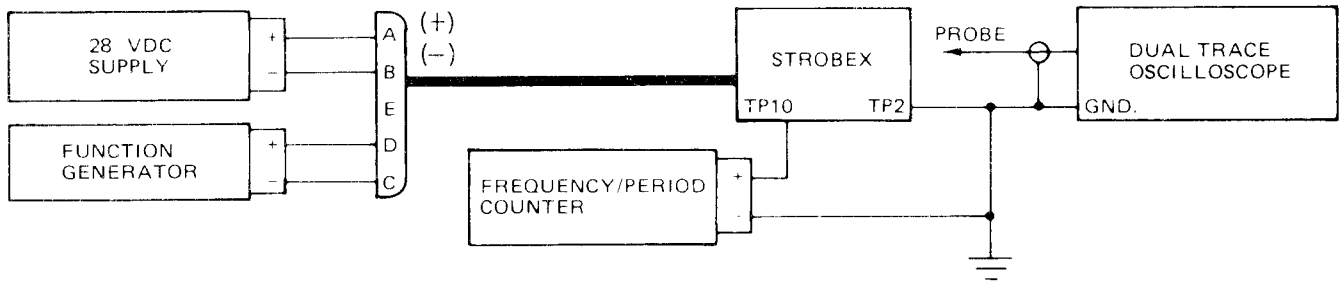 28 VDC
SUPPLY
+
−
FUNCTION
GENERATOR
+
−
A
B
E
D
C
(+)
(−)
STROBEX
TP10
TP2
FREQUENCY/PERIOD
COUNTER
+
-
PROBE
DUAL TRACE
OSCILLOSCOPE
GND.